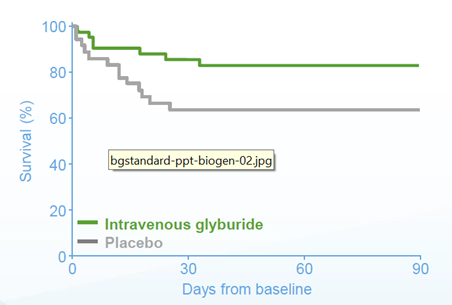 100
80
60
40
20
0
Survival (%)
bgstandard-ppt-biogen-02.jpg
Intravenous glyburide
Placebo
0 30 60 90
Days from baseline